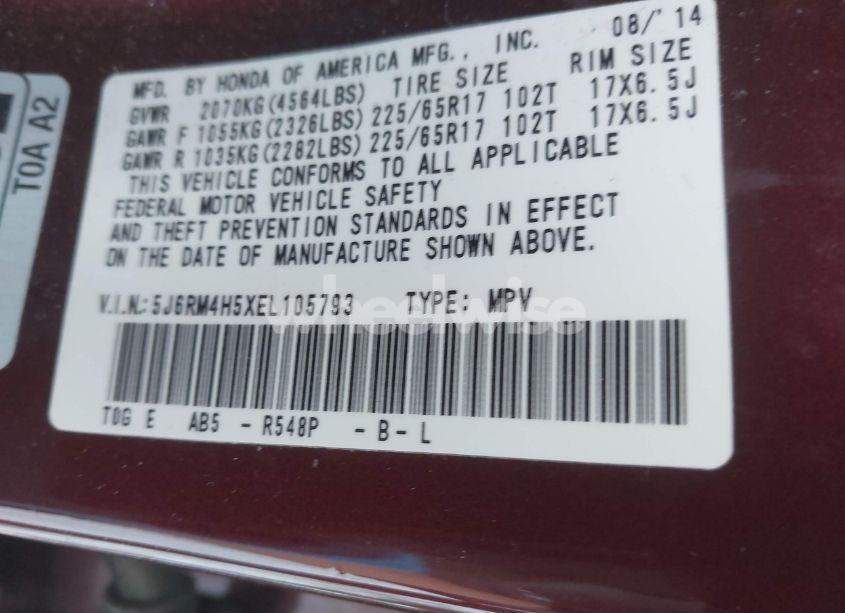 MFD. BY HONDA OF AMERICA MFG., INC. 08/'14
GVWR 2070KG(4564LBS) TIRE SIZE RIM SIZE
GAWR F 1055KG(2326LBS) 225/65R17 102T 17X6.5J
GAWR R 1035KG(2282LBS) 225/65R17 102T 17X6.5J
THIS VEHICLE CONFORMS TO ALL APPLICABLE
FEDERAL MOTOR VEHICLE SAFETY
AND THEFT PREVENTION STANDARDS IN EFFECT
ON THE DATE OF MANUFACTURE SHOWN ABOVE.
V.I.N.: 5J6RM4H5XEL105793 TYPE: MPV
wheelwise
T0G E AB5 - R548P - B - L
T0A A2